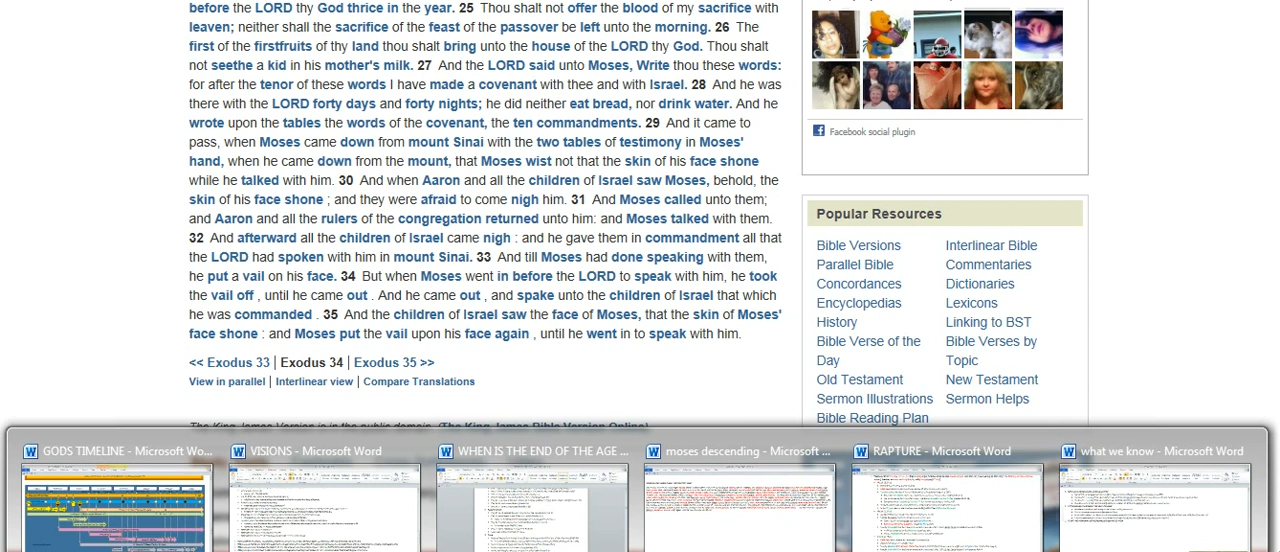 before the LORD thy God thrice in the year. 25 Thou shalt not offer the blood of my sacrifice with
leaven; neither shall the sacrifice of the feast of the passover be left unto the morning. 26 The
first of the firstfruits of thy land thou shalt bring unto the house of the LORD thy God. Thou shalt
not seethe a kid in his mother's milk. 27 And the LORD said unto Moses, Write thou these words:
for after the tenor of these words I have made a covenant with thee and with Israel. 28 And he was
there with the LORD forty days and forty nights; he did neither eat bread, nor drink water. And he
wrote upon the tables the words of the covenant, the ten commandments. 29 And it came to
pass, when Moses came down from mount Sinai with the two tables of testimony in Moses'
hand, when he came down from the mount, that Moses wist not that the skin of his face shone
while he talked with him. 30 And when Aaron and all the children of Israel saw Moses, behold, the
skin of his face shone ; and they were afraid to come nigh him. 31 And Moses called unto them;
and Aaron and all the rulers of the congregation returned unto him: and Moses talked with them.
32 And afterward all the children of Israel came nigh : and he gave them in commandment all that
the LORD had spoken with him in mount Sinai. 33 And till Moses had done speaking with them,
he put a vail on his face. 34 But when Moses went in before the LORD to speak with him, he took
the vail off , until he came out . And he came out , and spake unto the children of Israel that which
he was commanded . 35 And the children of Israel saw the face of Moses, that the skin of Moses'
face shone : and Moses put the vail upon his face again , until he went in to speak with him.
<< Exodus 33 | Exodus 34 | Exodus 35 >>
View in parallel | Interlinear view | Compare Translations
The King James Version is in the public domain. (The King James Bible Version Online)
Facebook social plugin
Popular Resources
Bible Versions
Parallel Bible
Concordances
Encyclopedias
History
Bible Verse of the
Day
Old Testament
Sermon Illustrations
Bible Reading Plan
Interlinear Bible
Commentaries
Dictionaries
Lexicons
Linking to BST
Bible Verses by
Topic
New Testament
Sermon Helps
GODS TIMELINE - Microsoft Wo...
VISIONS - Microsoft Word
WHEN IS THE END OF THE AGE ...
moses descending - Microsoft ...
RAPTURE - Microsoft Word
what we know - Microsoft Word